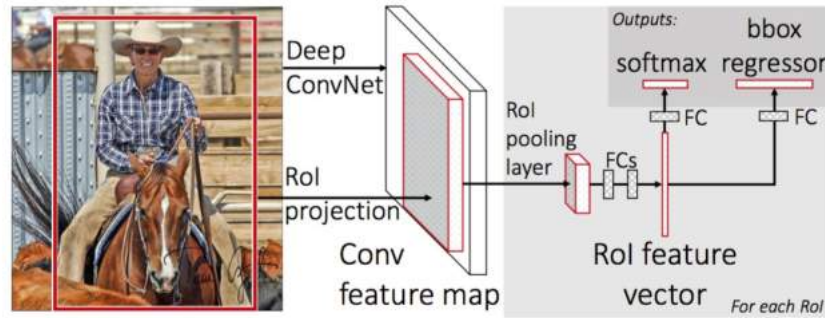 Deep
ConvNet
RoI
projection
Conv
feature map
RoI
pooling
layer
FCs
RoI feature
vector
Outputs:
softmax
bbox
regressor
FC
FC
For each RoI